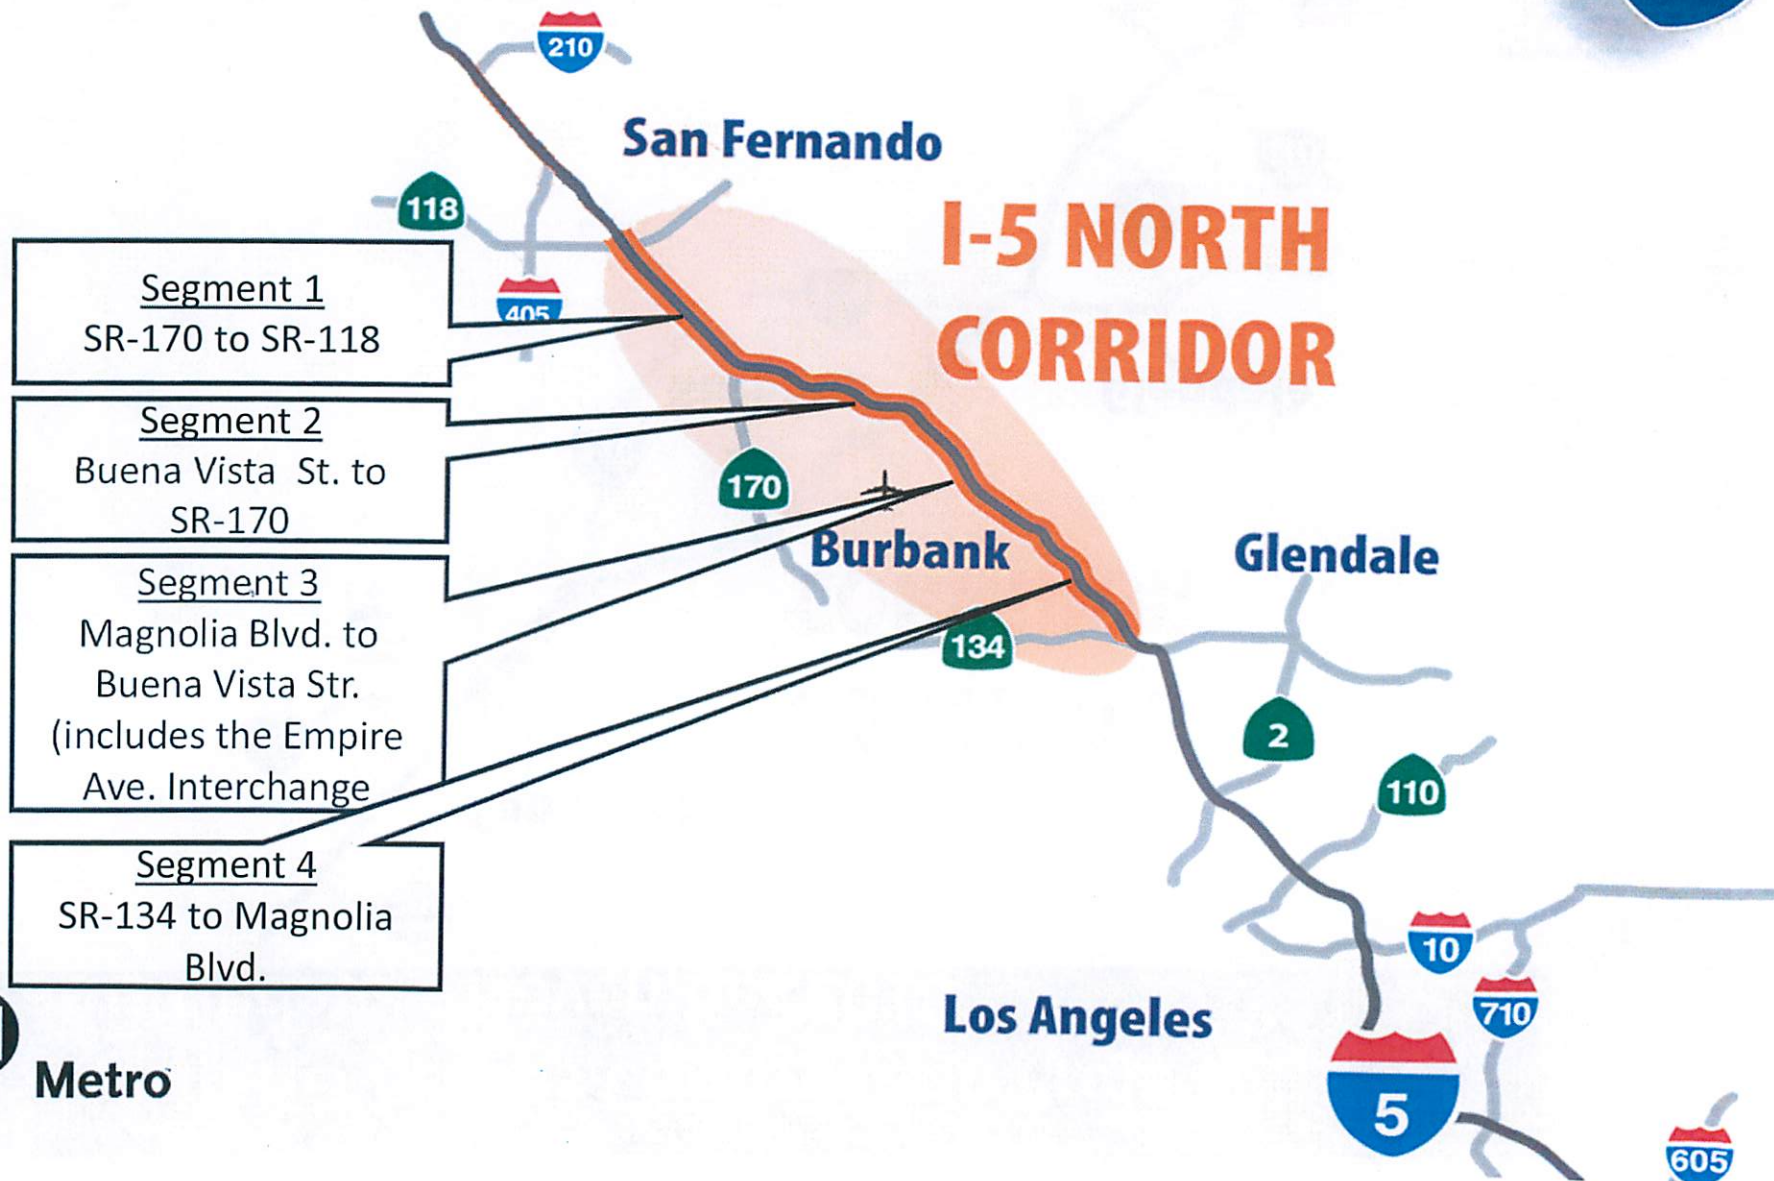 210
San Fernando
118
I-5 NORTH
CORRIDOR
Segment 1
SR-170 to SR-118
405
Segment 2
Buena Vista St. to
SR-170
170
Burbank
Glendale
Segment 3
Magnolia Blvd. to
Buena Vista Str.
(includes the Empire
Ave. Interchange
134
2
110
Segment 4
SR-134 to Magnolia
Blvd.
10
Los Angeles
710
Metro
5
605